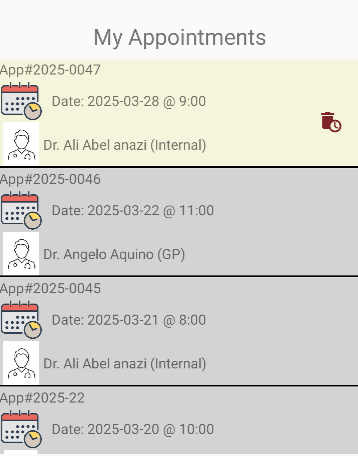 My Appointments
App#2025-0047
Date: 2025-03-28 @ 9:00
Dr. Ali Abel anazi (Internal)
App#2025-0046
Date: 2025-03-22 @ 11:00
Dr. Angelo Aquino (GP)
App#2025-0045
Date: 2025-03-21 @ 8:00
Dr. Ali Abel anazi (Internal)
App#2025-22
Date: 2025-03-20 @ 10:00